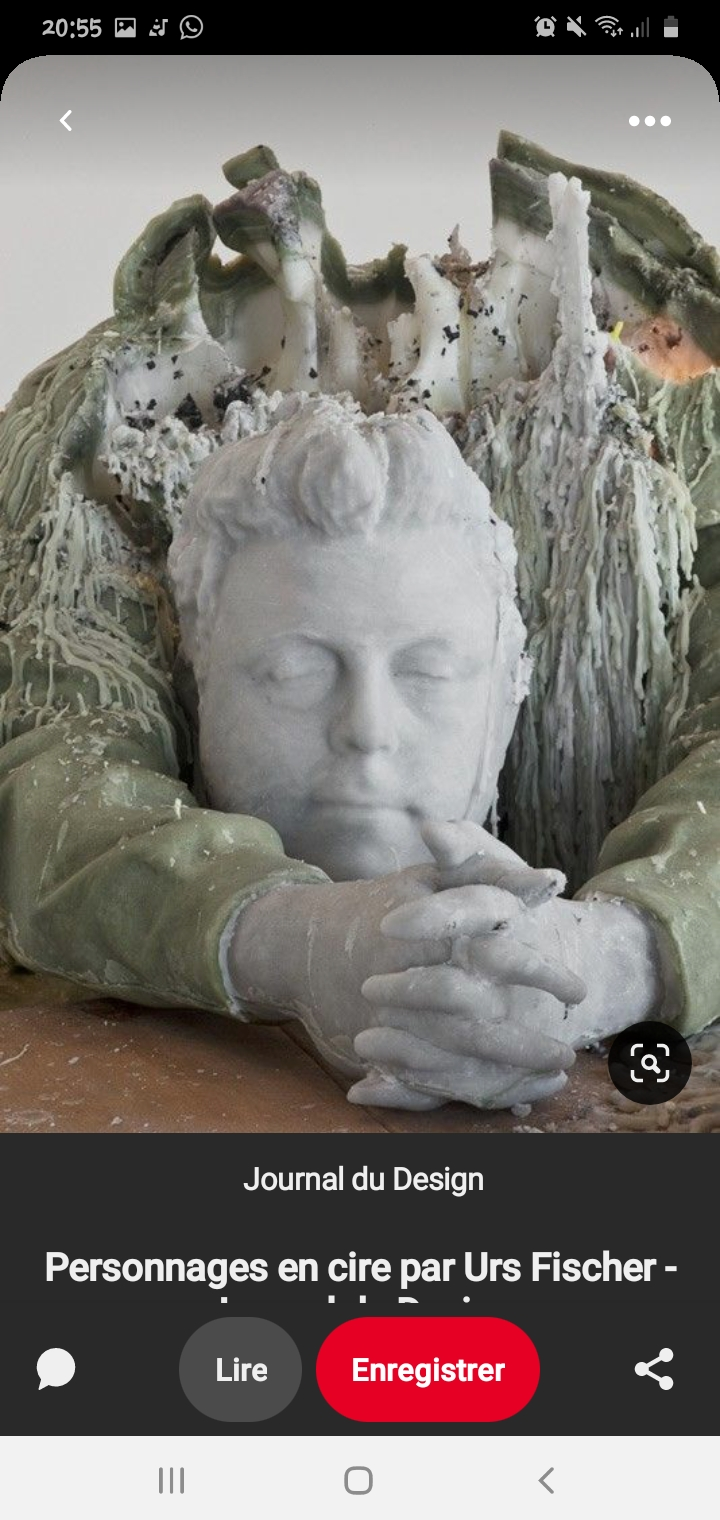 20:55
Journal du Design
Personnages en cire par Urs Fischer -
Lire
Enregistrer